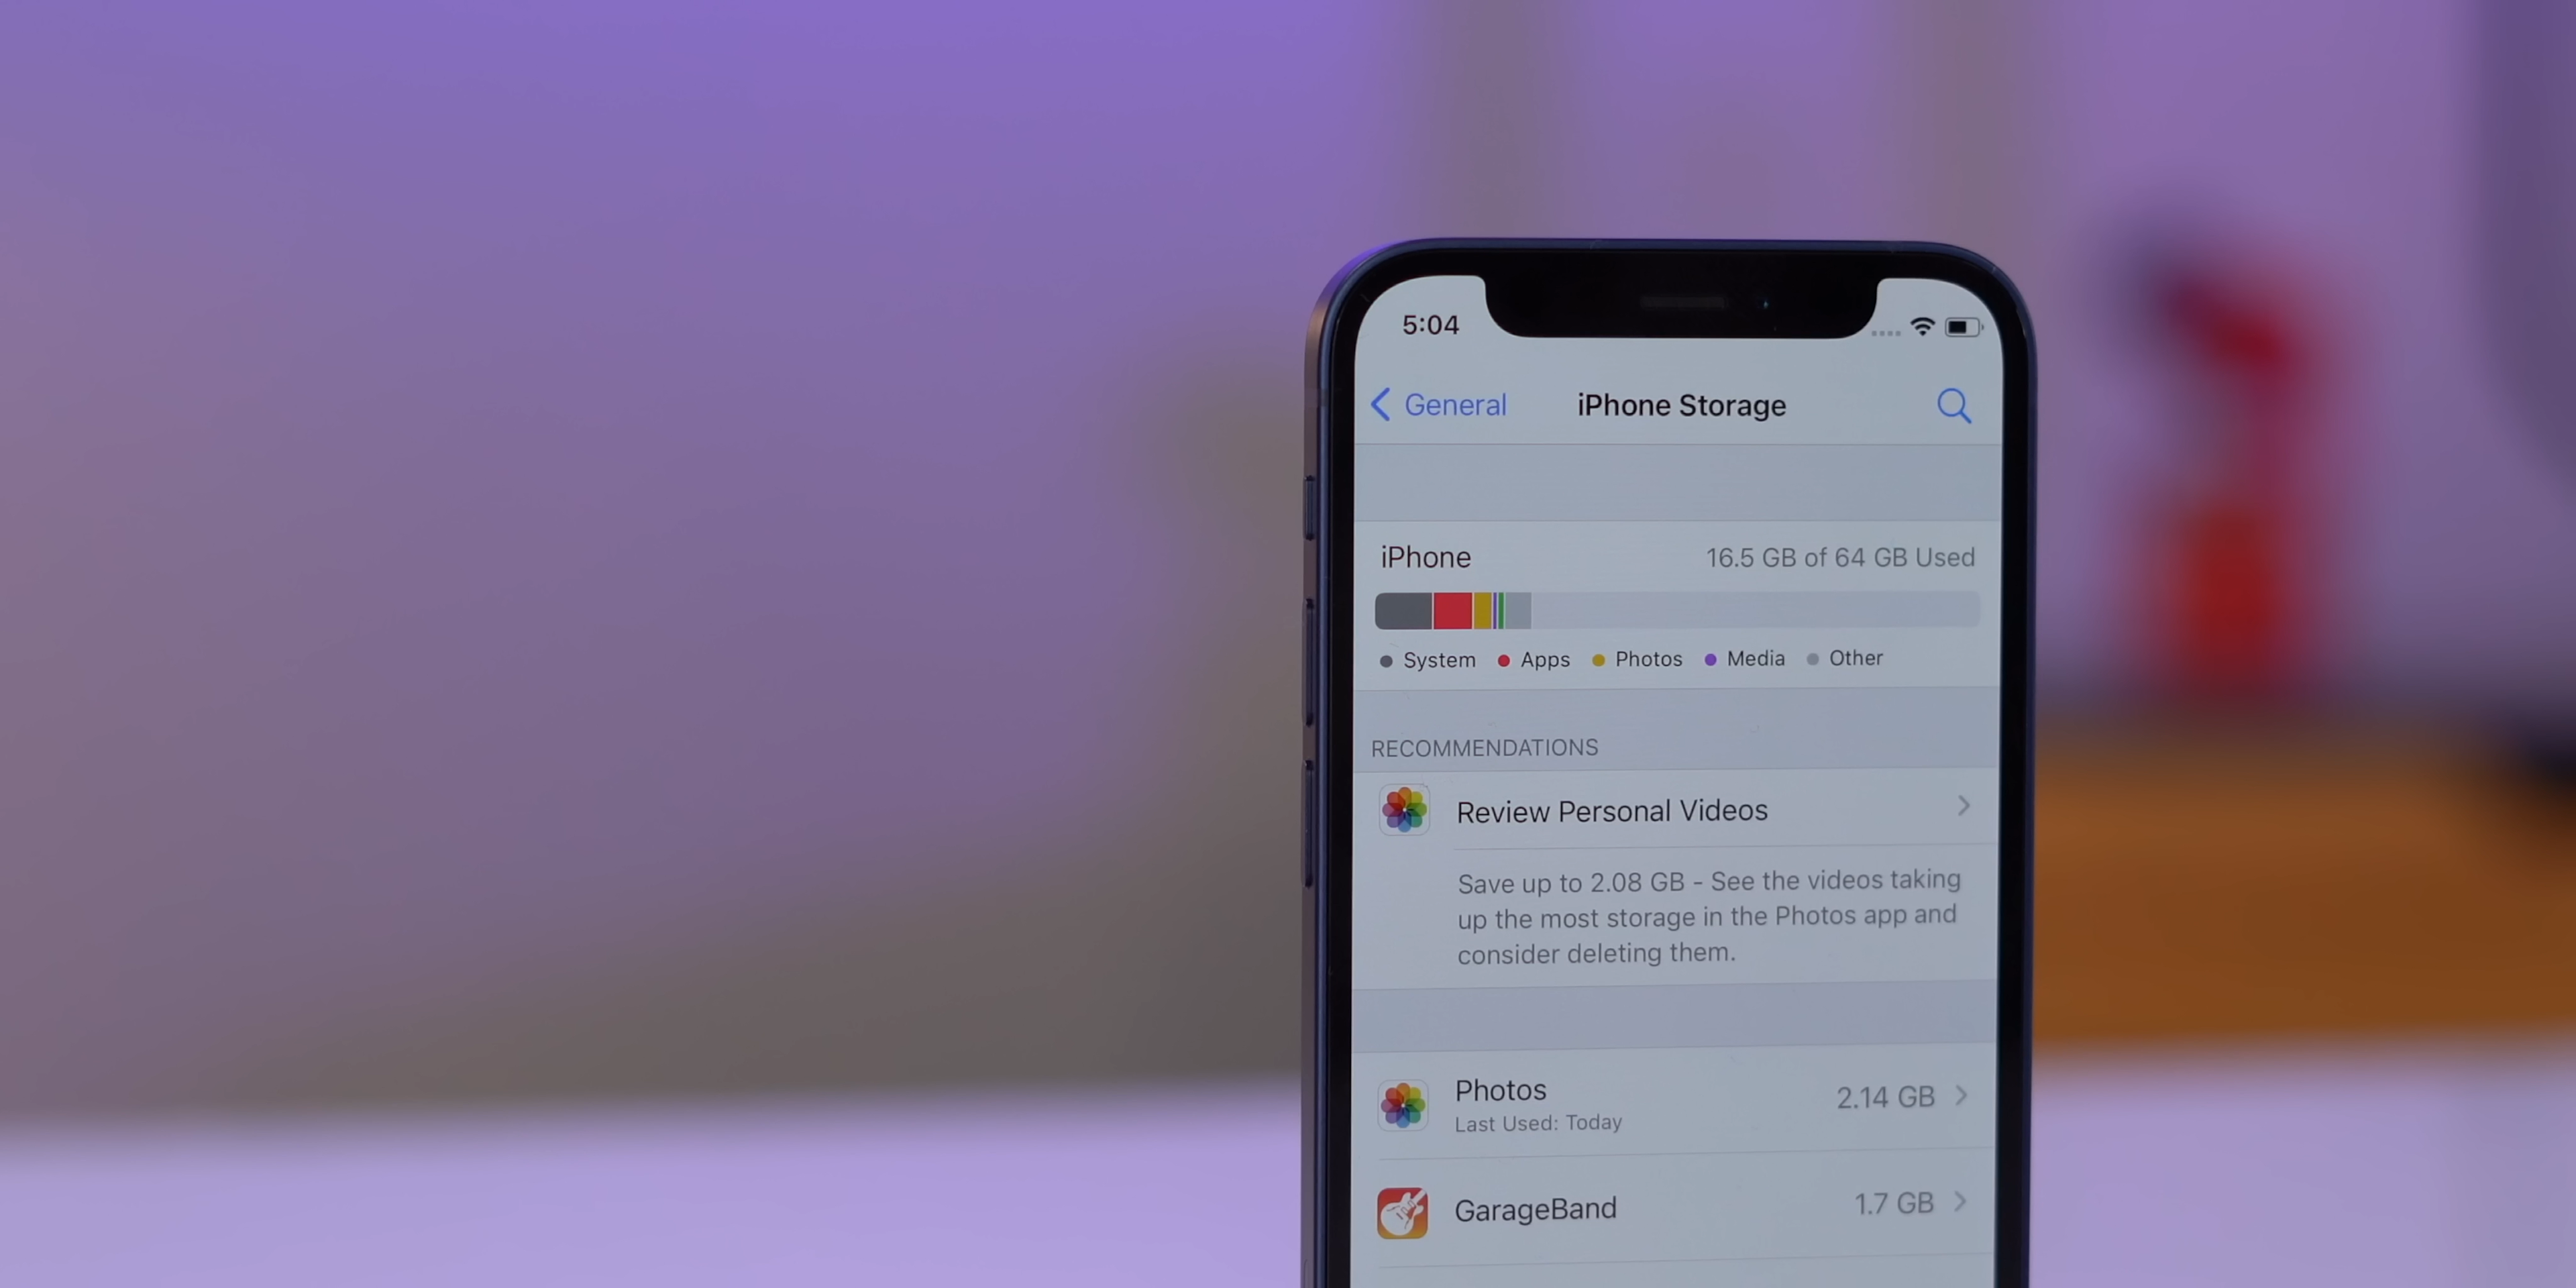 5:04
General
iPhone Storage
iPhone
16.5 GB of 64 GB Used
System Apps Photos Media Other
RECOMMENDATIONS
Review Personal Videos
Save up to 2.08 GB - See the videos taking
up the most storage in the Photos app and
consider deleting them.
Photos
2.14 GB
Last Used: Today
GarageBand
1.7 GB